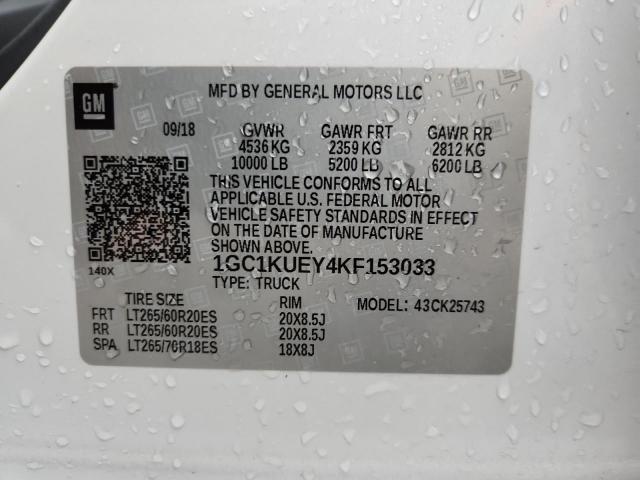 MFD BY GENERAL MOTORS LLC
GM
09/18 GVWR GAWR FRT GAWR RR
4536 KG 2359 KG 2812 KG
10000 LB 5200 LB 6200 LB
THIS VEHICLE CONFORMS TO ALL
APPLICABLE U.S. FEDERAL MOTOR
VEHICLE SAFETY STANDARDS IN EFFECT
ON THE DATE OF MANUFACTURE
SHOWN ABOVE.
140X
1GC1KUEY4KF153033
TYPE: TRUCK
TIRE SIZE RIM MODEL: 43CK25743
FRT LT265/60R20ES 20X8.5J
RR LT265/60R20ES 20X8.5J
SPA LT265/70R18ES 18X8J